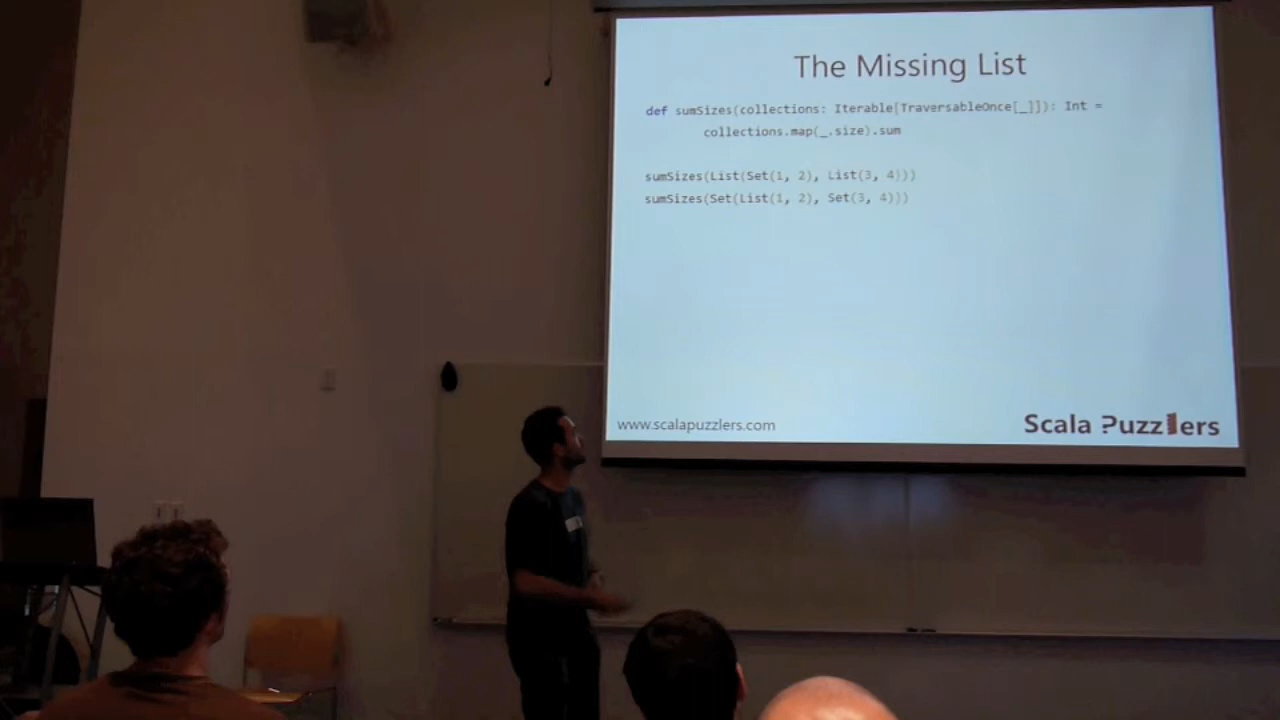 The Missing List
def sumSizes(collections: Iterable[TraversableOnce[_]]): Int =
collections.map(_.size).sum
sumSizes(List(Set(1, 2), List(3, 4)))
sumSizes(Set(List(1, 2), Set(3, 4)))
www.scalapuzzlers.com
Scala Puzzlers